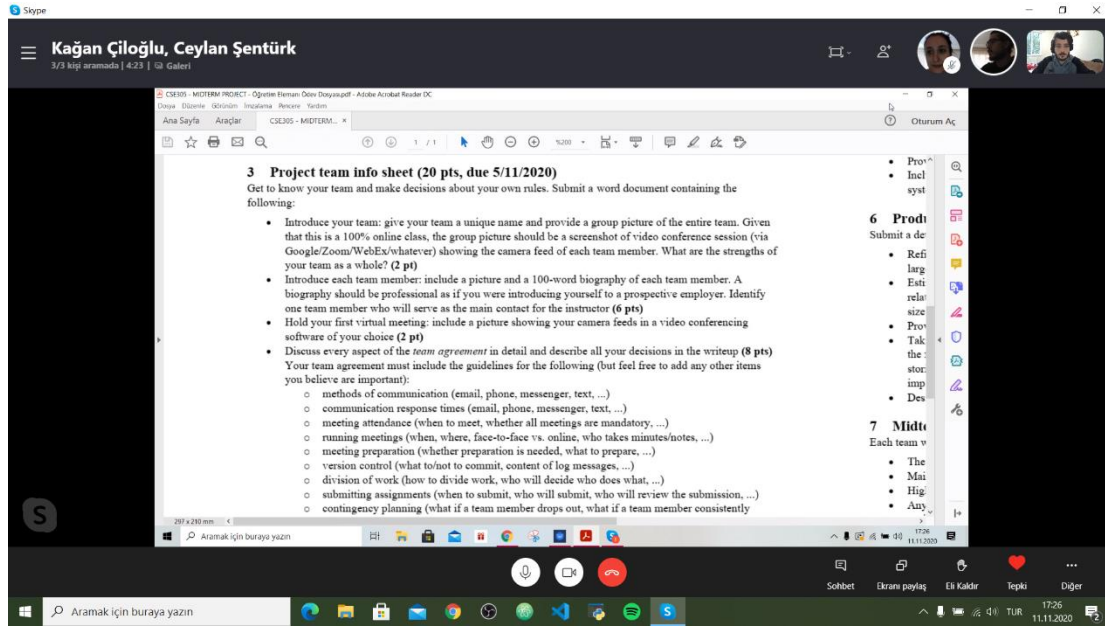 Skype
Kağan Çiloğlu, Ceylan Şentürk
3/3 kişi aramada | 4:23 | Galeri
CSE305 - MIDTERM PROJECT - Öğretim Elemanı Ödev Dosyası.pdf - Adobe Acrobat Reader DC
Dosya Düzenle Görünüm İmzalama Pencere Yardım
Ana Sayfa Araçlar CSE305 - MIDTERM... ×
Oturum Aç
1 / 1 %200
3 Project team info sheet (20 pts, due 5/11/2020)
Get to know your team and make decisions about your own rules. Submit a word document containing the
following:
• Introduce your team: give your team a unique name and provide a group picture of the entire team. Given
that this is a 100% online class, the group picture should be a screenshot of video conference session (via
Google/Zoom/WebEx/whatever) showing the camera feed of each team member. What are the strengths of
your team as a whole? (2 pt)
• Introduce each team member: include a picture and a 100-word biography of each team member. A
biography should be professional as if you were introducing yourself to a prospective employer. Identify
one team member who will serve as the main contact for the instructor (6 pts)
• Hold your first virtual meeting: include a picture showing your camera feeds in a video conferencing
software of your choice (2 pt)
• Discuss every aspect of the team agreement in detail and describe all your decisions in the writeup (8 pts)
Your team agreement must include the guidelines for the following (but feel free to add any other items
you believe are important):
○ methods of communication (email, phone, messenger, text, ...)
○ communication response times (email, phone, messenger, text, ...)
○ meeting attendance (when to meet, whether all meetings are mandatory, ...)
○ running meetings (when, where, face-to-face vs. online, who takes minutes/notes, ...)
○ meeting preparation (whether preparation is needed, what to prepare, ...)
○ version control (what to/not to commit, content of log messages, ...)
○ division of work (how to divide work, who will decide who does what, ...)
○ submitting assignments (when to submit, who will submit, who will review the submission, ...)
○ contingency planning (what if a team member drops out, what if a team member consistently
• Prov
• Incl
syst
6 Produ
Submit a de
• Refi
larg
• Esti
rela
size
• Prov
• Tak
the
stor
imp
• Des
7 Midte
Each team w
• The
• Mai
• Hig
• Any
297 x 210 mm
Aramak için buraya yazın
17:26
11.11.2020
Sohbet
Ekranı paylaş
Eli Kaldır
Tepki
Diğer
Aramak için buraya yazın
TUR
17:26
11.11.2020
2